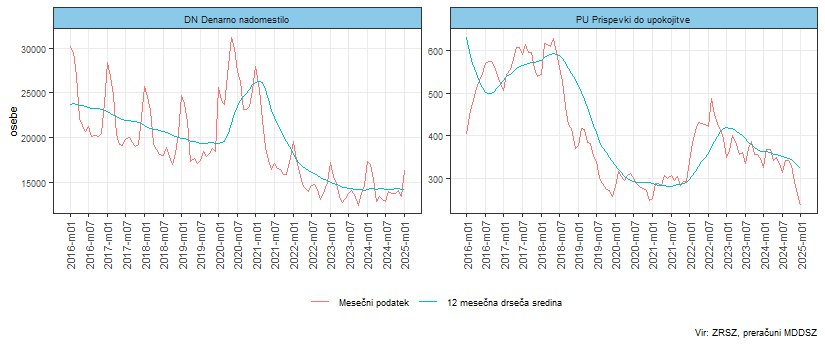 DN Denarno nadomestilo
PU Prispevki do upokojitve
osebe
30000
25000
20000
15000
600
500
400
300
2016-m01
2016-m07
2017-m01
2017-m07
2018-m01
2018-m07
2019-m01
2019-m07
2020-m01
2020-m07
2021-m01
2021-m07
2022-m01
2022-m07
2023-m01
2023-m07
2024-m01
2024-m07
2025-m01
2016-m01
2016-m07
2017-m01
2017-m07
2018-m01
2018-m07
2019-m01
2019-m07
2020-m01
2020-m07
2021-m01
2021-m07
2022-m01
2022-m07
2023-m01
2023-m07
2024-m01
2024-m07
2025-m01
Mesečni podatek
12 mesečna drseča sredina
Vir: ZRSZ, preračuni MDDSZ